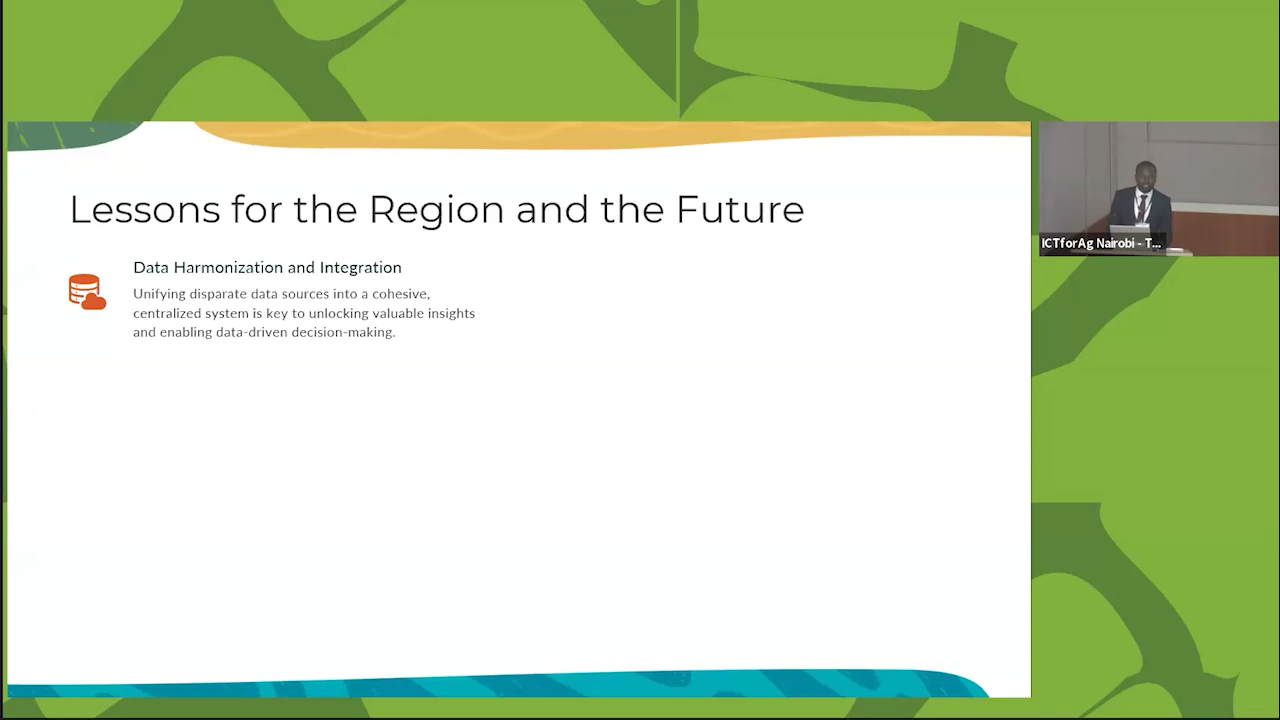 Lessons for the Region and the Future
Data Harmonization and Integration
Unifying disparate data sources into a cohesive,
centralized system is key to unlocking valuable insights
and enabling data-driven decision-making.
ICTforAg Nairobi - T...